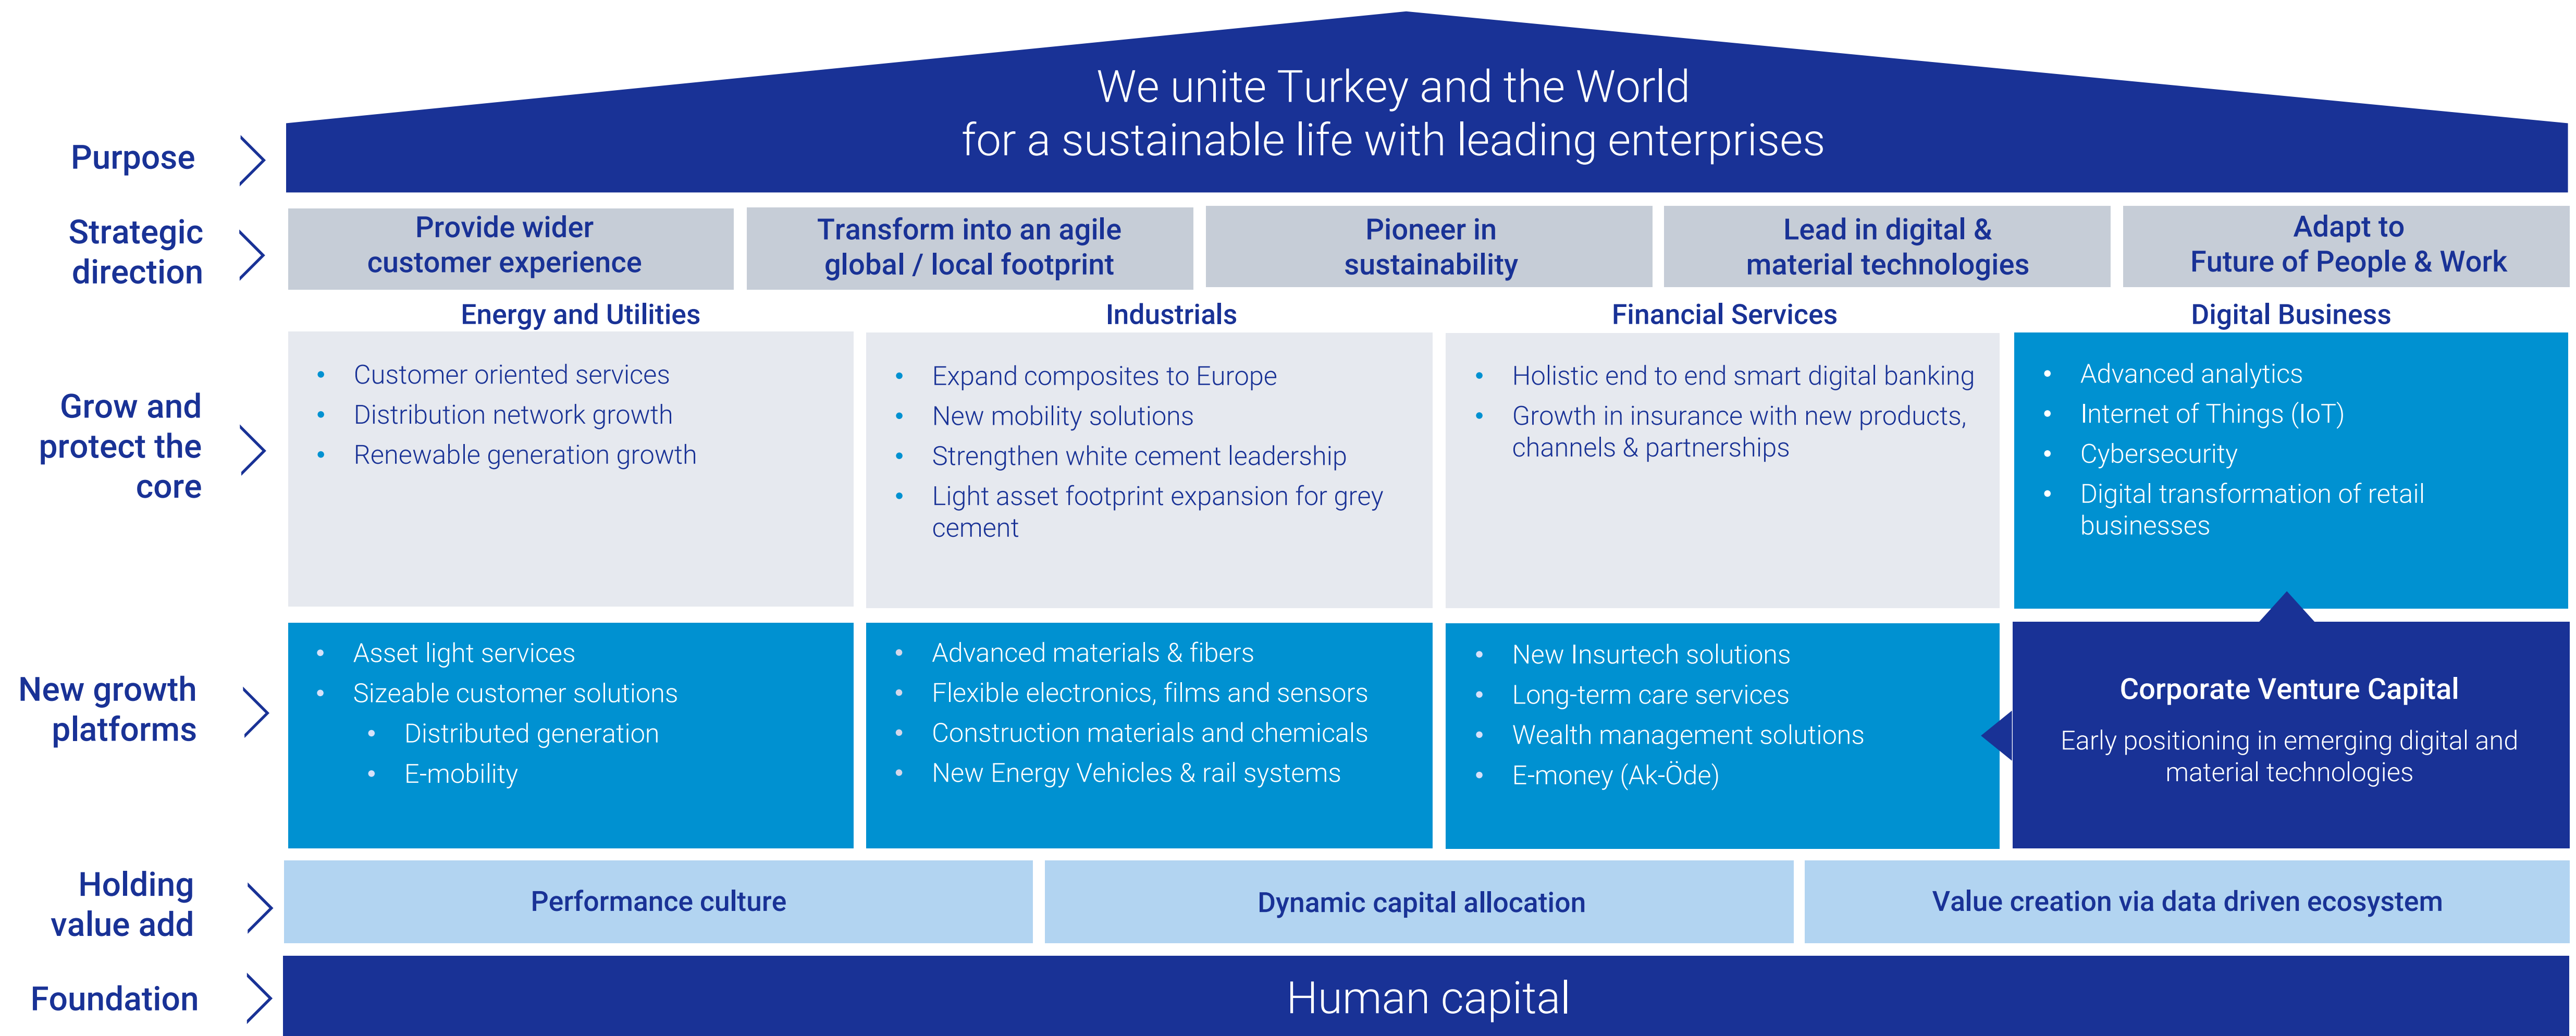 We unite Turkey and the World
for a sustainable life with leading enterprises
Purpose
Strategic
direction
Provide wider
customer experience
Transform into an agile
global / local footprint
Pioneer in
sustainability
Lead in digital &
material technologies
Adapt to
Future of People & Work
Energy and Utilities
Industrials
Financial Services
Digital Business
Grow and
protect the
core
• Customer oriented services
• Distribution network growth
• Renewable generation growth
• Expand composites to Europe
• New mobility solutions
• Strengthen white cement leadership
• Light asset footprint expansion for grey
cement
• Holistic end to end smart digital banking
• Growth in insurance with new products,
channels & partnerships
• Advanced analytics
• Internet of Things (IoT)
• Cybersecurity
• Digital transformation of retail
businesses
New growth
platforms
• Asset light services
• Sizeable customer solutions
• Distributed generation
• E-mobility
• Advanced materials & fibers
• Flexible electronics, films and sensors
• Construction materials and chemicals
• New Energy Vehicles & rail systems
• New Insurtech solutions
• Long-term care services
• Wealth management solutions
• E-money (Ak-Öde)
Corporate Venture Capital
Early positioning in emerging digital and
material technologies
Holding
value add
Performance culture
Dynamic capital allocation
Value creation via data driven ecosystem
Foundation
Human capital